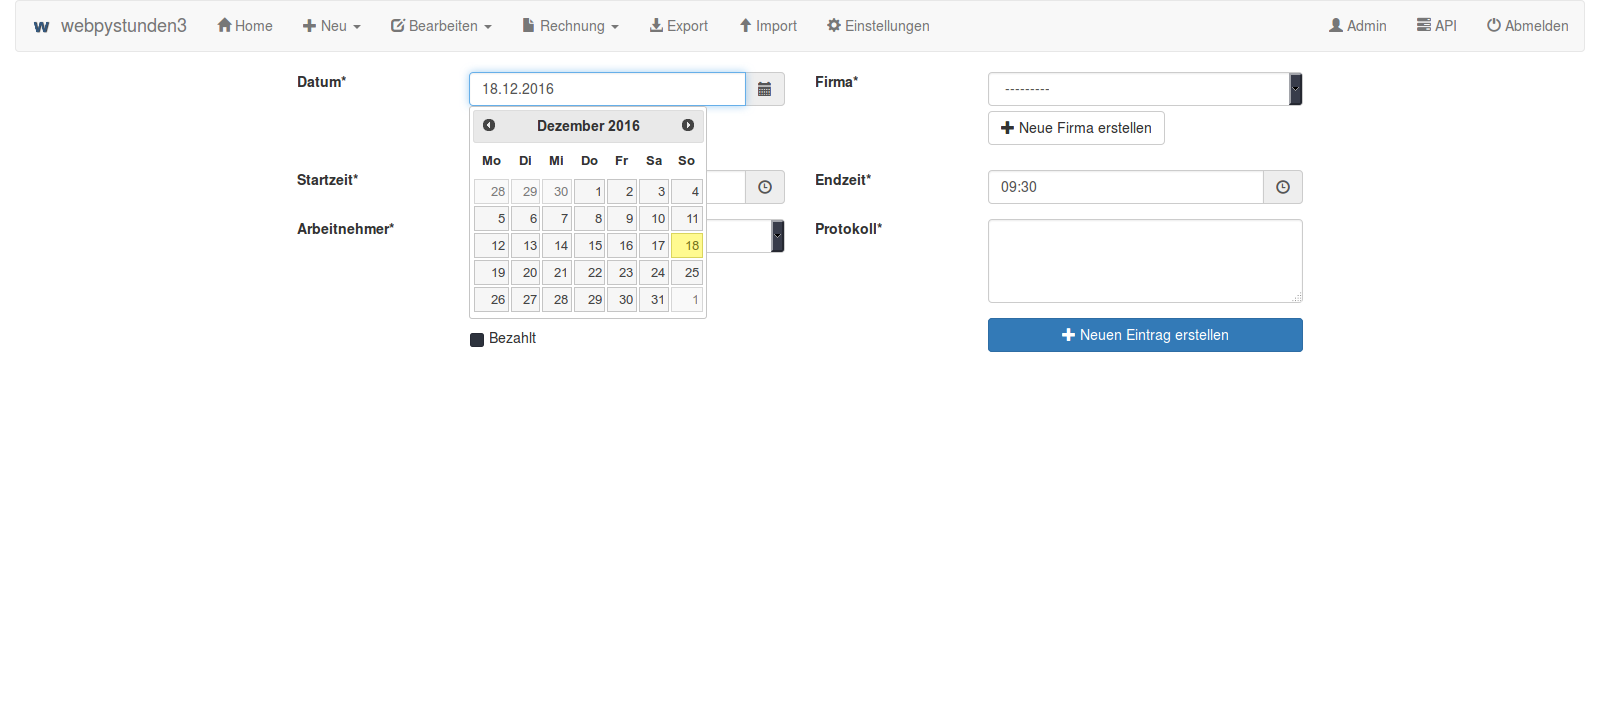 w webpystunden3 Home Neu Bearbeiten Rechnung Export Import Einstellungen Admin API Abmelden
Datum* 18.12.2016 Firma* ---------
Neue Firma erstellen
Dezember 2016
Mo Di Mi Do Fr Sa So
28 29 30 1 2 3 4
5 6 7 8 9 10 11
12 13 14 15 16 17 18
19 20 21 22 23 24 25
26 27 28 29 30 31 1
Startzeit* Endzeit* 09:30
Arbeitnehmer* Protokoll*
Bezahlt Neuen Eintrag erstellen